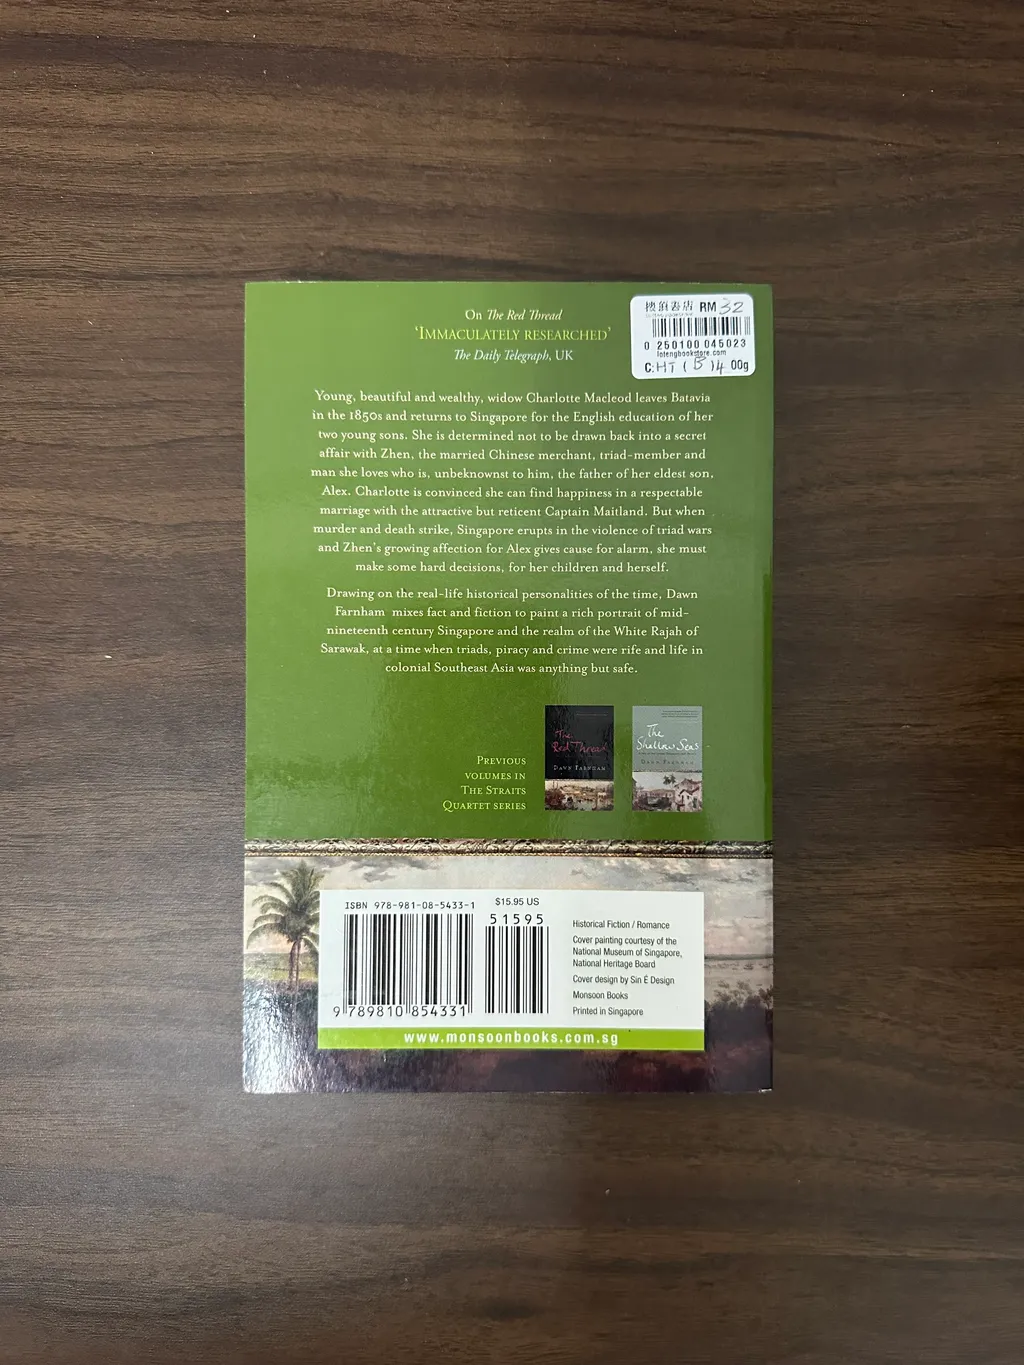 On The Red Thread
‘IMMACULATELY RESEARCHED’
The Daily Telegraph, UK
樓頂書店 RM 32
0 250100 045023
lotengbookstore.com
C:HT (B) 14 00g
Young, beautiful and wealthy, widow Charlotte Macleod leaves Batavia
in the 1850s and returns to Singapore for the English education of her
two young sons. She is determined not to be drawn back into a secret
affair with Zhen, the married Chinese merchant, triad-member and
man she loves who is, unbeknownst to him, the father of her eldest son,
Alex. Charlotte is convinced she can find happiness in a respectable
marriage with the attractive but reticent Captain Maitland. But when
murder and death strike, Singapore erupts in the violence of triad wars
and Zhen’s growing affection for Alex gives cause for alarm, she must
make some hard decisions, for her children and herself.
Drawing on the real-life historical personalities of the time, Dawn
Farnham mixes fact and fiction to paint a rich portrait of mid-
nineteenth century Singapore and the realm of the White Rajah of
Sarawak, at a time when triads, piracy and crime were rife and life in
colonial Southeast Asia was anything but safe.
PREVIOUS
VOLUMES IN
THE STRAITS
QUARTET SERIES
The
Red Thread
DAWN FARNHAM
The
Shallow Seas
DAWN FARNHAM
ISBN 978-981-08-5433-1
$15.95 US
51595
9 789810 854331
Historical Fiction / Romance
Cover painting courtesy of the
National Museum of Singapore,
National Heritage Board
Cover design by Sin É Design
Monsoon Books
Printed in Singapore
www.monsoonbooks.com.sg